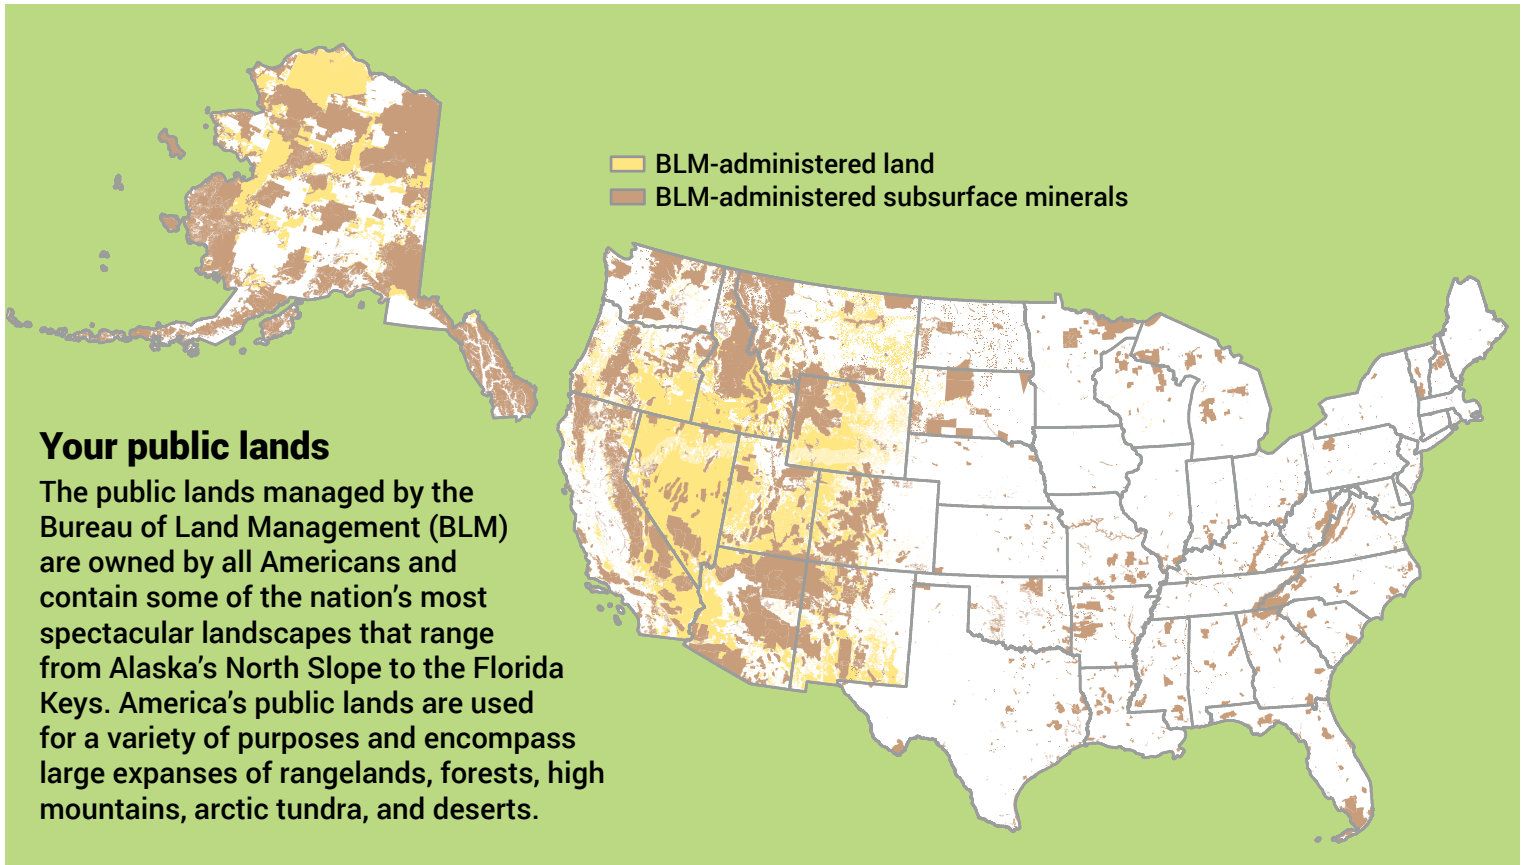 BLM-administered land
BLM-administered subsurface minerals
Your public lands
The public lands managed by the
Bureau of Land Management (BLM)
are owned by all Americans and
contain some of the nation’s most
spectacular landscapes that range
from Alaska’s North Slope to the Florida
Keys. America’s public lands are used
for a variety of purposes and encompass
large expanses of rangelands, forests, high
mountains, arctic tundra, and deserts.